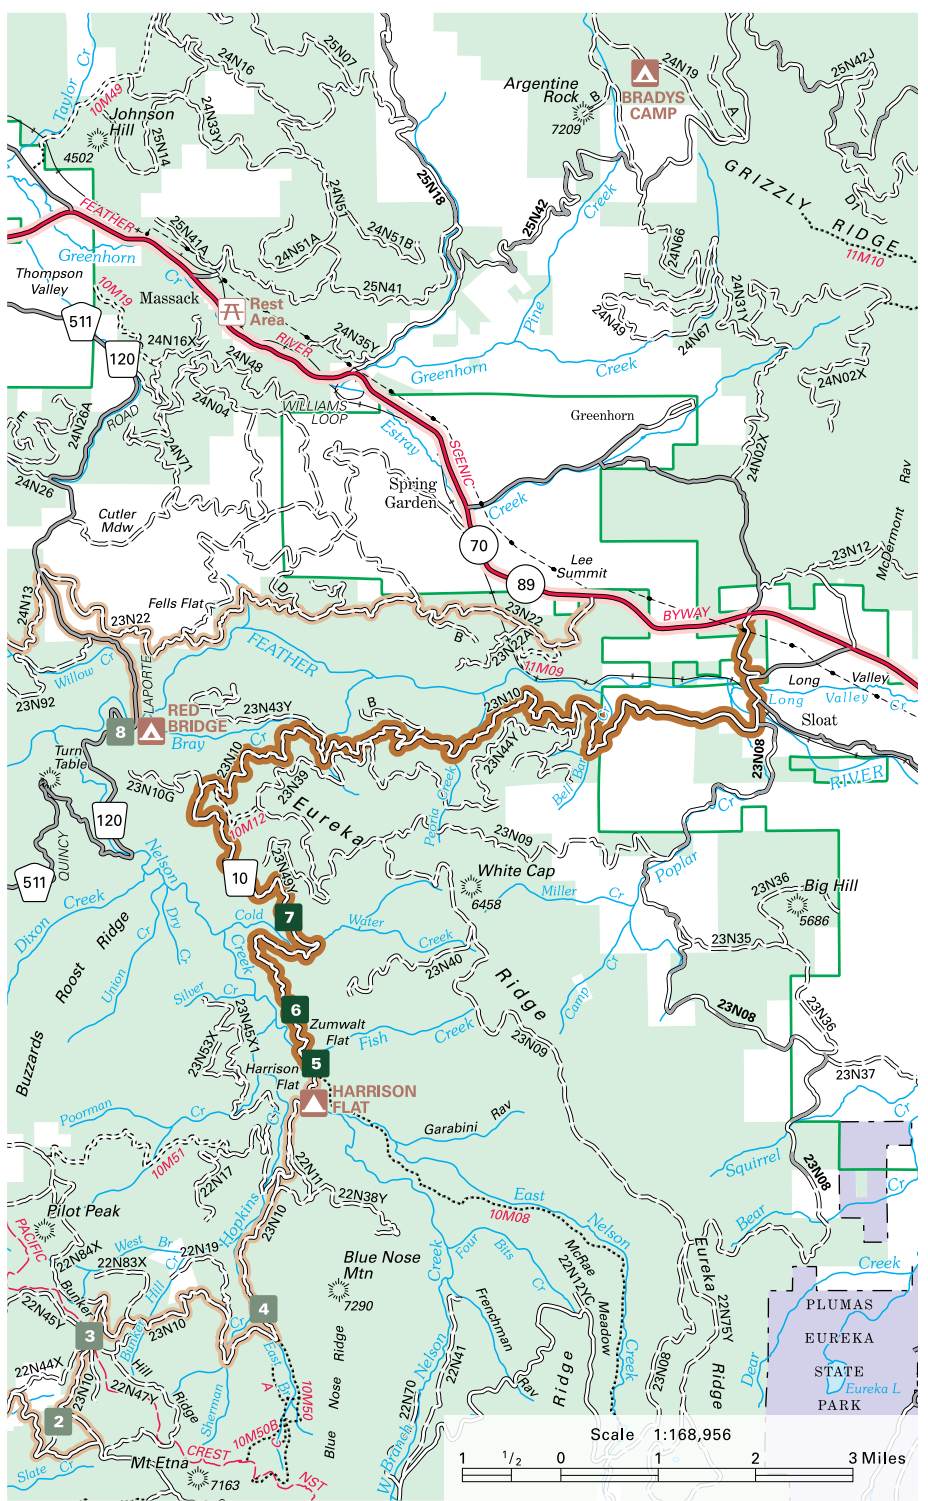 25N07
24N16
25N42J
Taylor Cr
10M49
24N19
Argentine
Rock
B
BRADYS
CAMP
A
Johnson
Hill
24N33Y
25N14
7209
4502
GRIZZLY
25N18
24N51
Creek
D
FEATHER
25N41A
25N42
RIDGE
24N51B
24N51A
24N66
11M10
Greenhorn
Cr
Thompson
Valley
10M19
25N41
Massack
Rest
Area
Pine
24N49
24N31Y
511
RIVER
24N35Y
24N67
120
24N16X
24N48
Greenhorn
Creek
24N02X
24N04
WILLIAMS
LOOP
Greenhorn
E
24N26A
ROAD
Estray
24N71
SCENIC
24N02X
Rav
24N26
Spring
Garden
Creek
Cutler
Mdw
McDermont
70
Lee
Summit
23N12
24N13
D
89
Fells Flat
23N22
23N22
BYWAY
B
23N22A
FEATHER
11M09
Willow Cr
LAPORTE
Long Valley
23N92
RED
BRIDGE
23N43Y
B
23N10
Long Valley Cr
8
Bray
Cr
Sloat
Turn
Table
23N10
23N44Y
23N08
23N10G
23N39
Peoria Creek
Bell Bar
RIVER
Eureka
Cr
120
10M12
23N09
QUINCY
Nelson
511
10
23N49Y
White Cap
Poplar
23N36
Big Hill
Dixon Creek
6458
Miller Cr
Cold
7
Water
5686
Dry
Cr
Ridge
Creek
Creek
23N35
23N40
Roost
Union
Cr
Ridge
Camp
Cr
Silver Cr
6
23N08
23N36
23N45X1
Zumwalt
Flat
Fish
Creek
23N53X
23N09
Buzzards
5
Harrison
Flat
23N37
HARRISON
FLAT
Poorman
Cr
Cr
Garabini
Rav
Cr
10M51
Squirrel
23N08
22N17
22N11
22N38Y
East
Cr
10M08
Nelson
Pilot Peak
Hopkins
23N10
Bear
PACIFIC
West Br
22N19
Blue Nose
Mtn
Creek
Four
Bits
Cr
McRae
Eureka
22N84X
22N83X
Creek
22N12YC
Bunker
Hill
Cr
7290
Frenchman
Meadow
22N75Y
PLUMAS
22N45Y
4
3
23N10
Cr
EUREKA
Bunker
Hill
Ridge
East
Br
Nelson
Creek
STATE
22N44X
Ridge
23N08
Ridge
Dear
22N41
Eureka L
22N47X
A
Nose
PARK
23N10
Ridge
Sherman
10M50
Rav
22N70
2
10M50B
Blue
Scale 1:168,956
CREST
C
W Branch
Slate Cr
Mt Etna
7163
NST
1 1/2 0 1 2 3 Miles